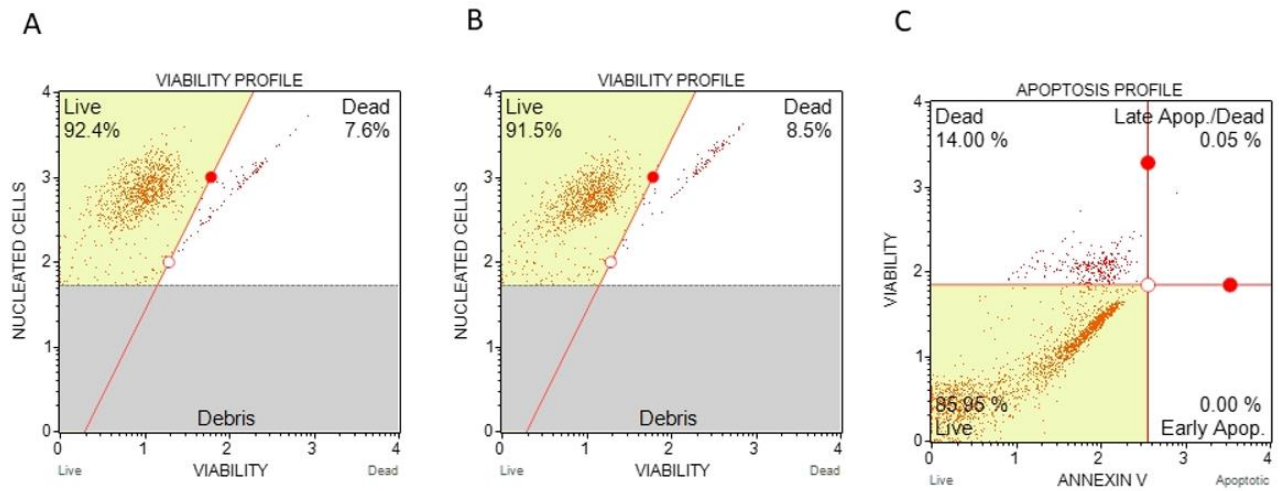 A
B
C
VIABILITY PROFILE
Live
92.4%
Dead
7.6%
Debris
NUCLEATED CELLS
4
3
2
1
0
0 1 2 3 4
Live VIABILITY Dead
VIABILITY PROFILE
Live
91.5%
Dead
8.5%
Debris
NUCLEATED CELLS
4
3
2
1
0
0 1 2 3 4
Live VIABILITY Dead
APOPTOSIS PROFILE
Dead
14.00 %
Late Apop./Dead
0.05 %
85.95 %
Live
0.00 %
Early Apop.
VIABILITY
4
3
2
1
0
0 1 2 3 4
Live ANNEXIN V Apoptotic